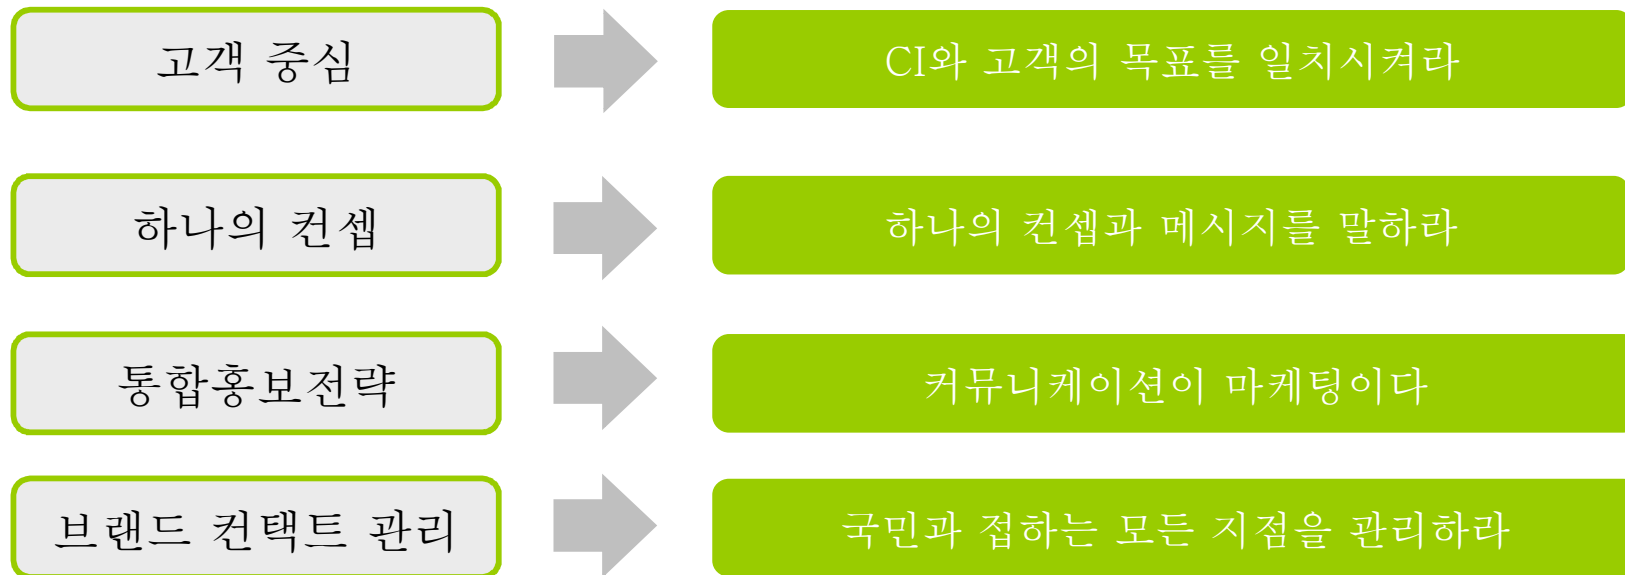 고객 중심
CI와 고객의 목표를 일치시켜라
하나의 컨셉
하나의 컨셉과 메시지를 말하라
통합홍보전략
커뮤니케이션이 마케팅이다
브랜드 컨택트 관리
국민과 접하는 모든 지점을 관리하라